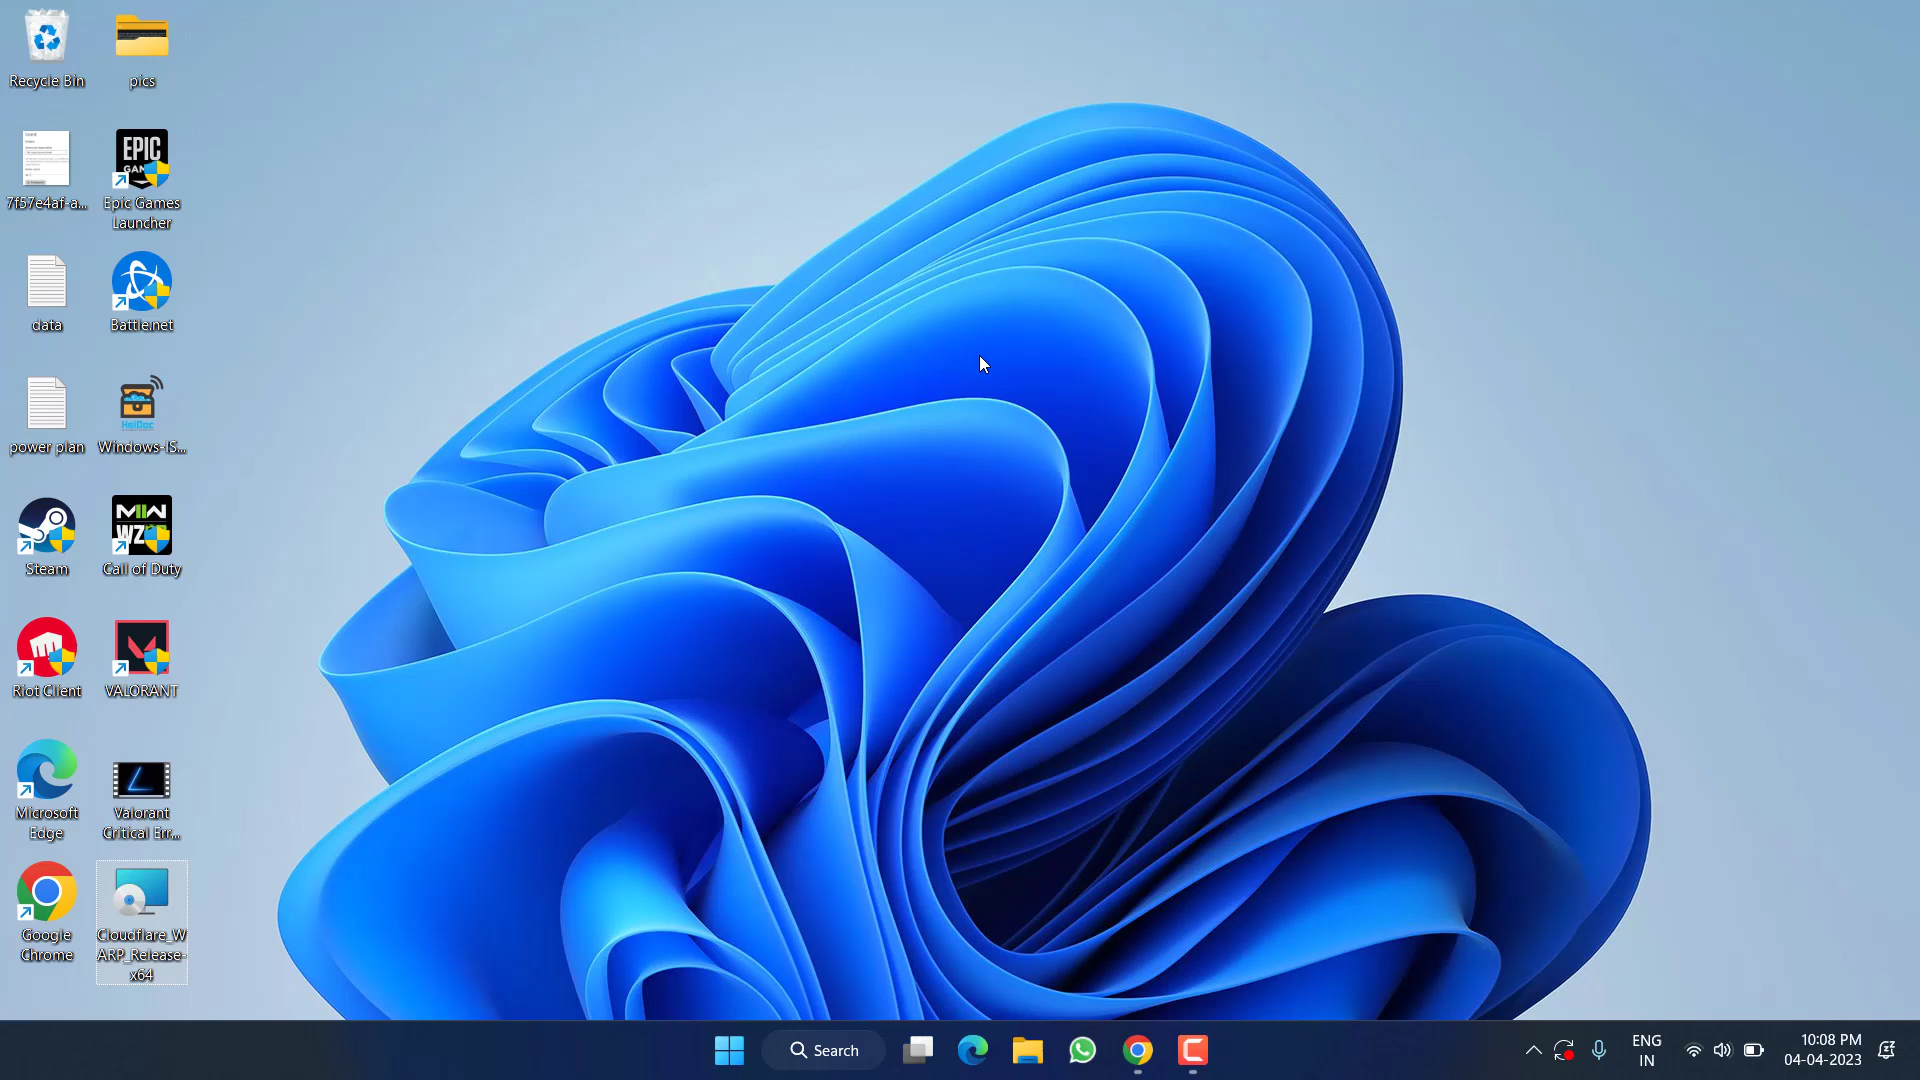 Recycle Bin
pics
7f57e4af-a...
EPIC
GAMES
Epic Games
Launcher
data
Battle.net
power plan
HeiDoc
Windows-IS...
Steam
MW
WZ
Call of Duty
Riot Client
VALORANT
Microsoft
Edge
Valorant
Critical Err...
Google
Chrome
Cloudflare_W
ARP_Release-
x64
Search
ENG
IN
10:08 PM
04-04-2023